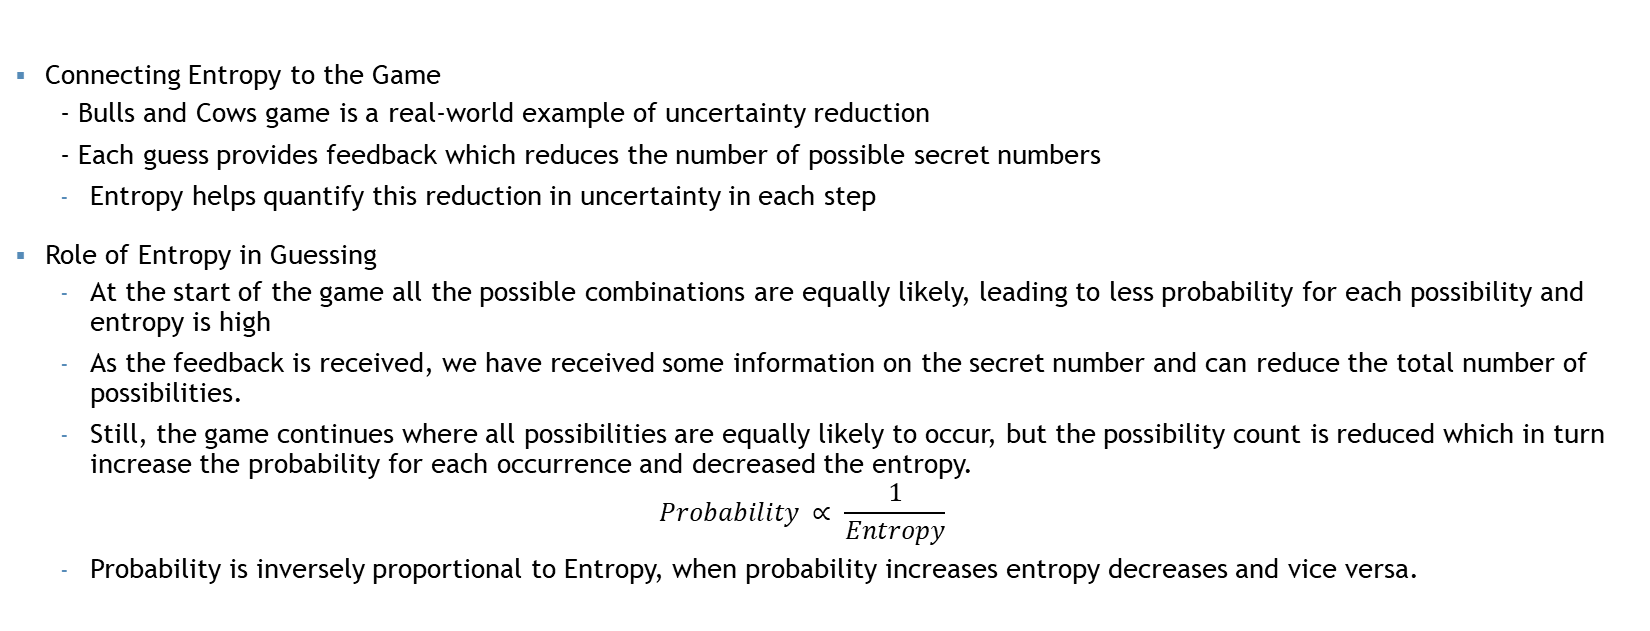 ▪ Connecting Entropy to the Game
- Bulls and Cows game is a real-world example of uncertainty reduction
- Each guess provides feedback which reduces the number of possible secret numbers
- Entropy helps quantify this reduction in uncertainty in each step
▪ Role of Entropy in Guessing
- At the start of the game all the possible combinations are equally likely, leading to less probability for each possibility and
entropy is high
- As the feedback is received, we have received some information on the secret number and can reduce the total number of
possibilities.
- Still, the game continues where all possibilities are equally likely to occur, but the possibility count is reduced which in turn
increase the probability for each occurrence and decreased the entropy.
Probability ∝ 1/Entropy
- Probability is inversely proportional to Entropy, when probability increases entropy decreases and vice versa.